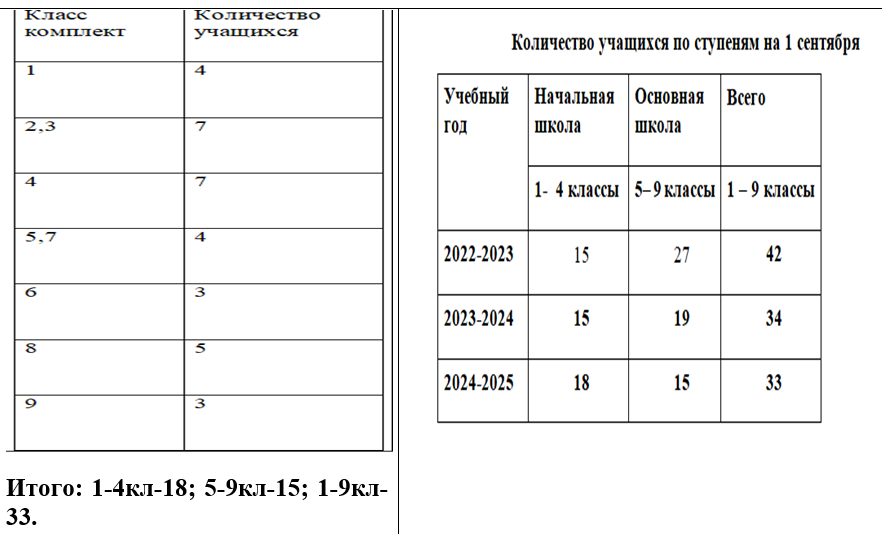 Класс комплект Количество учащихся
1 4
2,3 7
4 7
5,7 4
6 3
8 5
9 3
Итого: 1-4кл-18; 5-9кл-15; 1-9кл-
33.
Количество учащихся по ступеням на 1 сентября
Учебный год Начальная школа Основная школа Всего
1- 4 классы 5–9 классы 1 – 9 классы
2022-2023 15 27 42
2023-2024 15 19 34
2024-2025 18 15 33